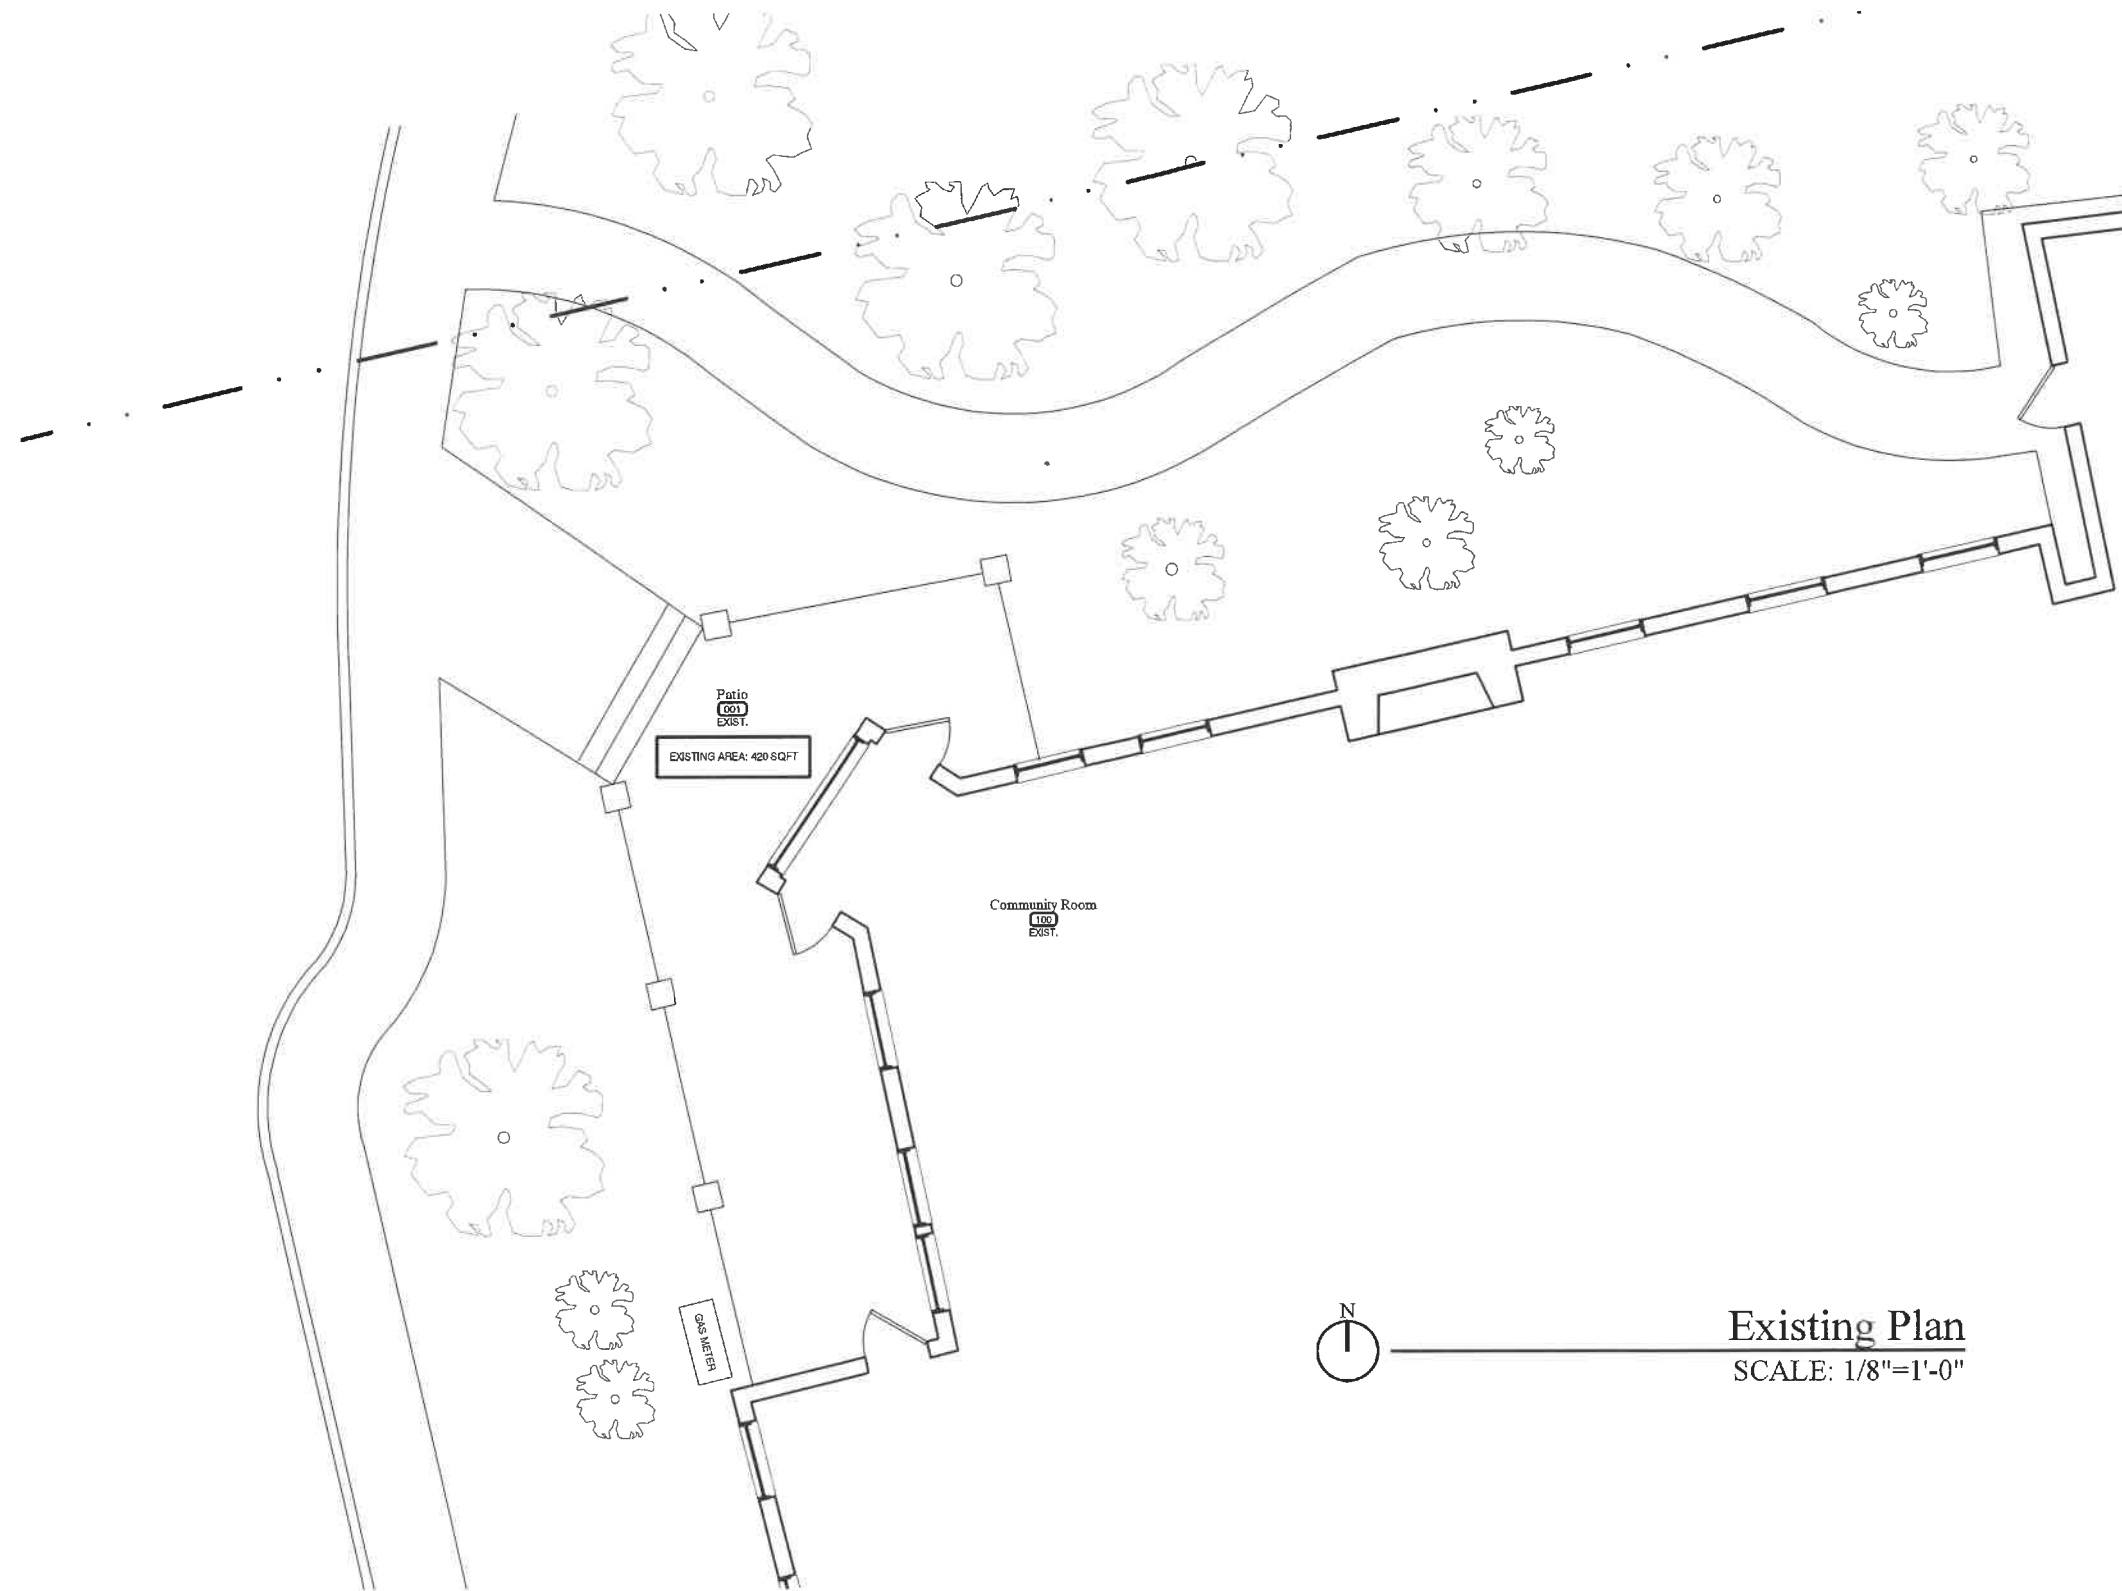 Patio
001
EXIST.
EXISTING AREA: 420 SQFT
Community Room
100
EXIST.
GAS METER
N
Existing Plan
SCALE: 1/8"=1'-0"